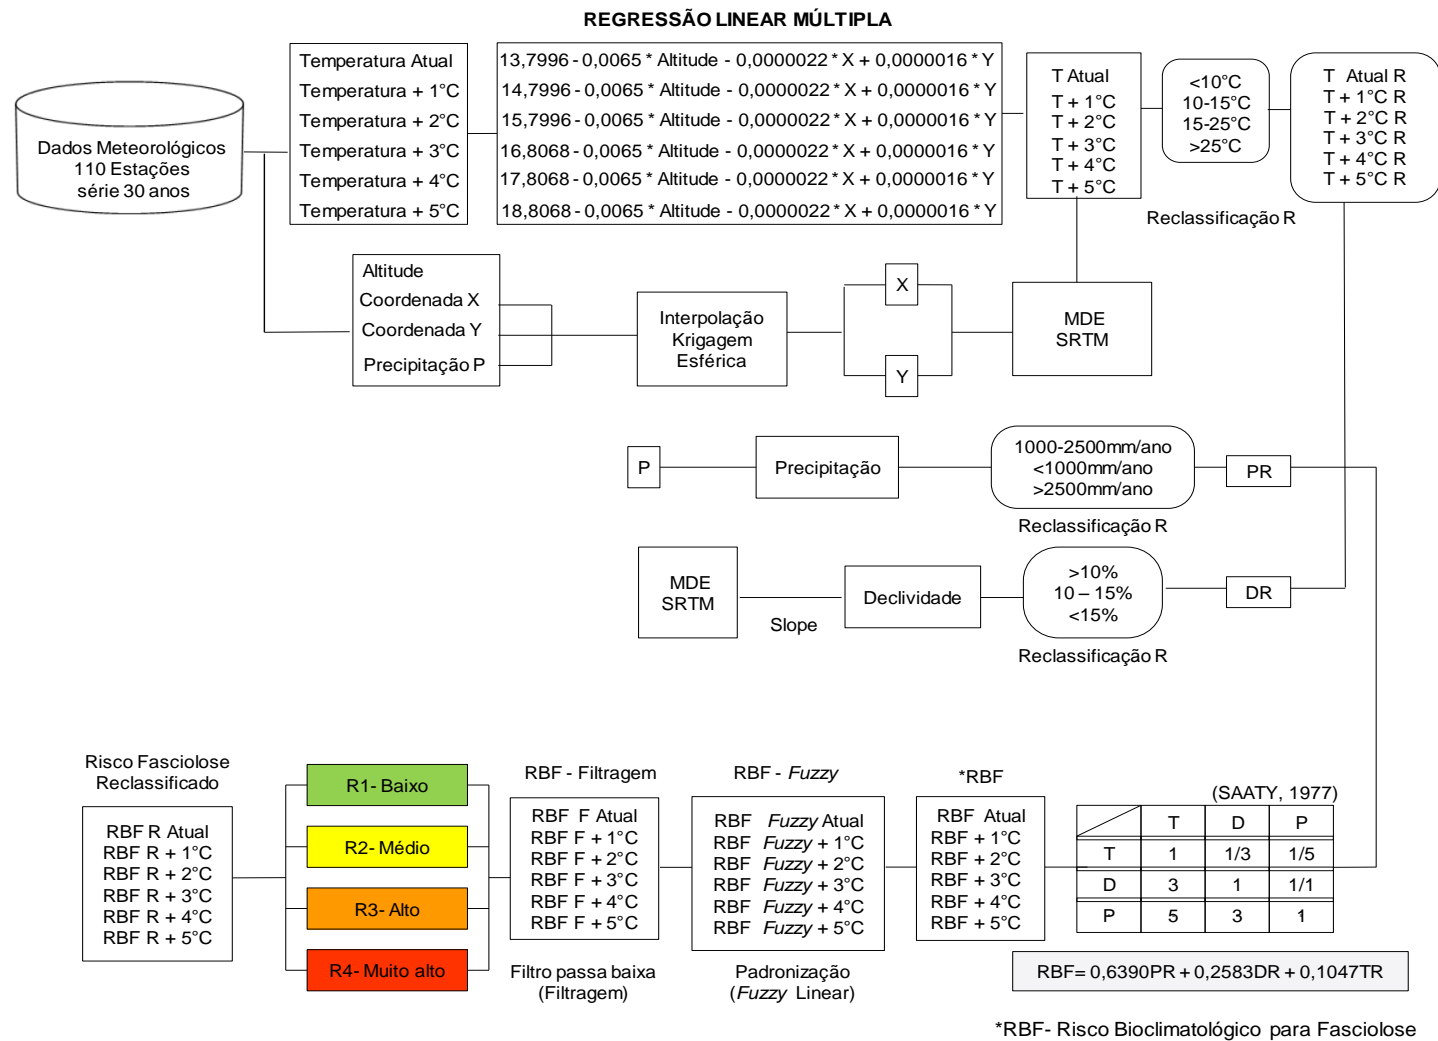 REGRESSÃO LINEAR MÚLTIPLA
Dados Meteorológicos
110 Estações
série 30 anos
Temperatura Atual
Temperatura + 1°C
Temperatura + 2°C
Temperatura + 3°C
Temperatura + 4°C
Temperatura + 5°C
13,7996 - 0,0065 * Altitude - 0,0000022 * X + 0,0000016 * Y
14,7996 - 0,0065 * Altitude - 0,0000022 * X + 0,0000016 * Y
15,7996 - 0,0065 * Altitude - 0,0000022 * X + 0,0000016 * Y
16,8068 - 0,0065 * Altitude - 0,0000022 * X + 0,0000016 * Y
17,8068 - 0,0065 * Altitude - 0,0000022 * X + 0,0000016 * Y
18,8068 - 0,0065 * Altitude - 0,0000022 * X + 0,0000016 * Y
T Atual
T + 1°C
T + 2°C
T + 3°C
T + 4°C
T + 5°C
<10°C
10-15°C
15-25°C
>25°C
Reclassificação R
T Atual R
T + 1°C R
T + 2°C R
T + 3°C R
T + 4°C R
T + 5°C R
Altitude
Coordenada X
Coordenada Y
Precipitação P
Interpolação
Krigagem
Esférica
X
Y
MDE
SRTM
P
Precipitação
1000-2500mm/ano
<1000mm/ano
>2500mm/ano
Reclassificação R
PR
MDE
SRTM
Slope
Declividade
>10%
10 – 15%
<15%
Reclassificação R
DR
Risco Fasciolose
Reclassificado
RBF R Atual
RBF R + 1°C
RBF R + 2°C
RBF R + 3°C
RBF R + 4°C
RBF R + 5°C
R1- Baixo
R2- Médio
R3- Alto
R4- Muito alto
RBF - Filtragem
RBF F Atual
RBF F + 1°C
RBF F + 2°C
RBF F + 3°C
RBF F + 4°C
RBF F + 5°C
Filtro passa baixa
(Filtragem)
RBF - Fuzzy
RBF Fuzzy Atual
RBF Fuzzy + 1°C
RBF Fuzzy + 2°C
RBF Fuzzy + 3°C
RBF Fuzzy + 4°C
RBF Fuzzy + 5°C
Padronização
(Fuzzy Linear)
*RBF
RBF Atual
RBF + 1°C
RBF + 2°C
RBF + 3°C
RBF + 4°C
RBF + 5°C
(SAATY, 1977)
T D P
T 1 1/3 1/5
D 3 1 1/1
P 5 3 1
RBF= 0,6390PR + 0,2583DR + 0,1047TR
*RBF- Risco Bioclimatológico para Fasciolose